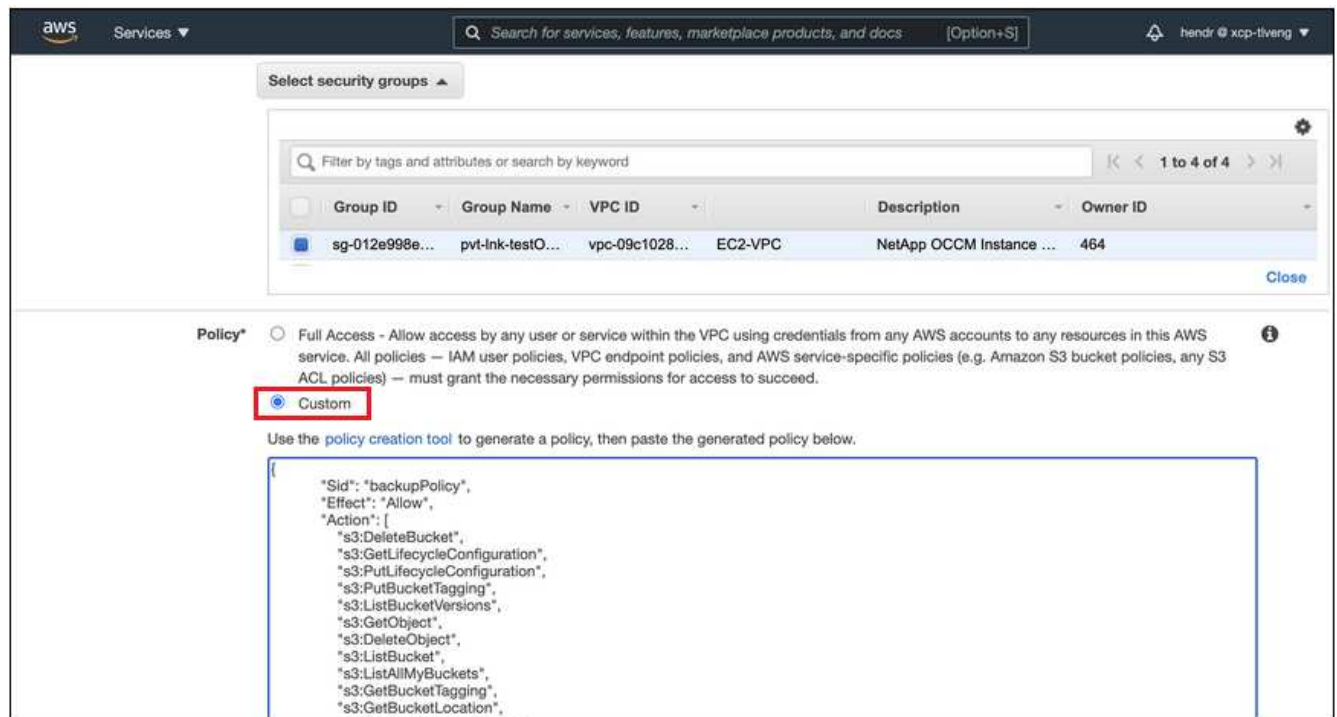 aws Services ▼ Search for services, features, marketplace products, and docs [Option+S] hendr @ xcp-tlveng ▼
Select security groups ▲
Filter by tags and attributes or search by keyword |< < 1 to 4 of 4 > >|
Group ID Group Name VPC ID Description Owner ID
sg-012e998e... pvt-lnk-testO... vpc-09c1028... EC2-VPC NetApp OCCM Instance ... 464
Close
Policy* Full Access - Allow access by any user or service within the VPC using credentials from any AWS accounts to any resources in this AWS
service. All policies — IAM user policies, VPC endpoint policies, and AWS service-specific policies (e.g. Amazon S3 bucket policies, any S3
ACL policies) — must grant the necessary permissions for access to succeed.
Custom
Use the policy creation tool to generate a policy, then paste the generated policy below.
{
"Sid": "backupPolicy",
"Effect": "Allow",
"Action": [
"s3:DeleteBucket",
"s3:GetLifecycleConfiguration",
"s3:PutLifecycleConfiguration",
"s3:PutBucketTagging",
"s3:ListBucketVersions",
"s3:GetObject",
"s3:DeleteObject",
"s3:ListBucket",
"s3:ListAllMyBuckets",
"s3:GetBucketTagging",
"s3:GetBucketLocation",